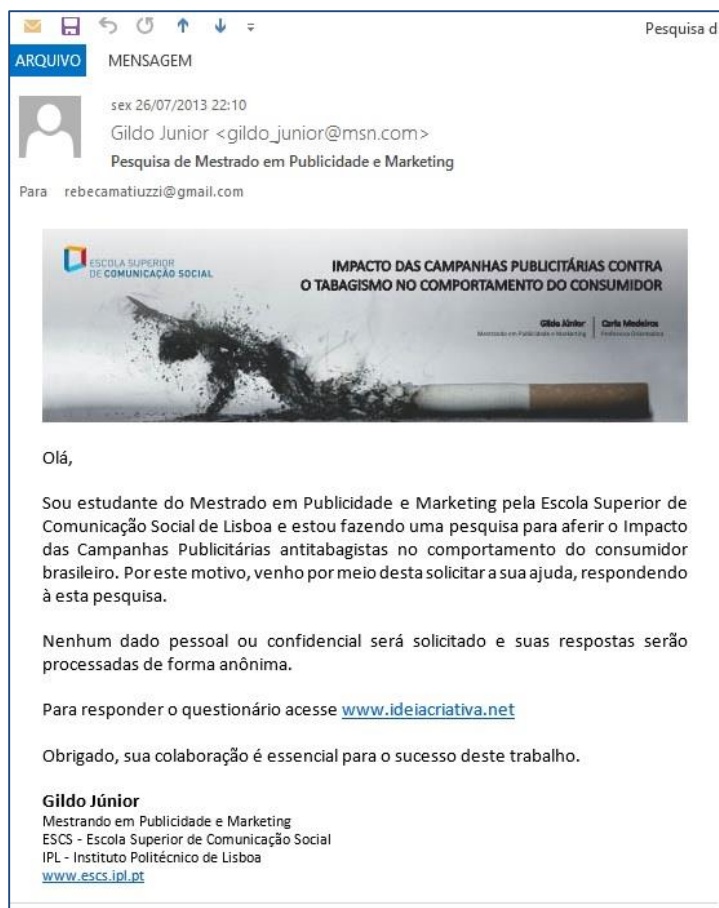 Pesquisa d
ARQUIVO MENSAGEM
sex 26/07/2013 22:10
Gildo Junior <gildo_junior@msn.com>
Pesquisa de Mestrado em Publicidade e Marketing
Para rebecamatiuzzi@gmail.com
ESCOLA SUPERIOR
DE COMUNICAÇÃO SOCIAL
IMPACTO DAS CAMPANHAS PUBLICITÁRIAS CONTRA
O TABAGISMO NO COMPORTAMENTO DO CONSUMIDOR
Gildo Júnior
Mestrando em Publicidade e Marketing
Carla Medeiros
Professora Orientadora
Olá,
Sou estudante do Mestrado em Publicidade e Marketing pela Escola Superior de
Comunicação Social de Lisboa e estou fazendo uma pesquisa para aferir o Impacto
das Campanhas Publicitárias antitabagistas no comportamento do consumidor
brasileiro. Por este motivo, venho por meio desta solicitar a sua ajuda, respondendo
à esta pesquisa.
Nenhum dado pessoal ou confidencial será solicitado e suas respostas serão
processadas de forma anônima.
Para responder o questionário acesse www.ideiacriativa.net
Obrigado, sua colaboração é essencial para o sucesso deste trabalho.
Gildo Júnior
Mestrando em Publicidade e Marketing
ESCS - Escola Superior de Comunicação Social
IPL - Instituto Politécnico de Lisboa
www.escs.ipl.pt